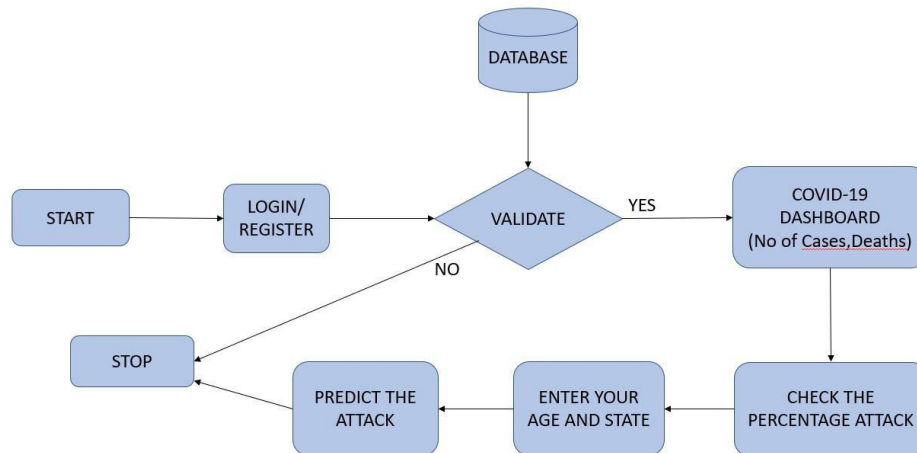 DATABASE
START
LOGIN/
REGISTER
VALIDATE
YES
COVID-19
DASHBOARD
(No of Cases,Deaths)
NO
STOP
PREDICT THE
ATTACK
ENTER YOUR
AGE AND STATE
CHECK THE
PERCENTAGE ATTACK